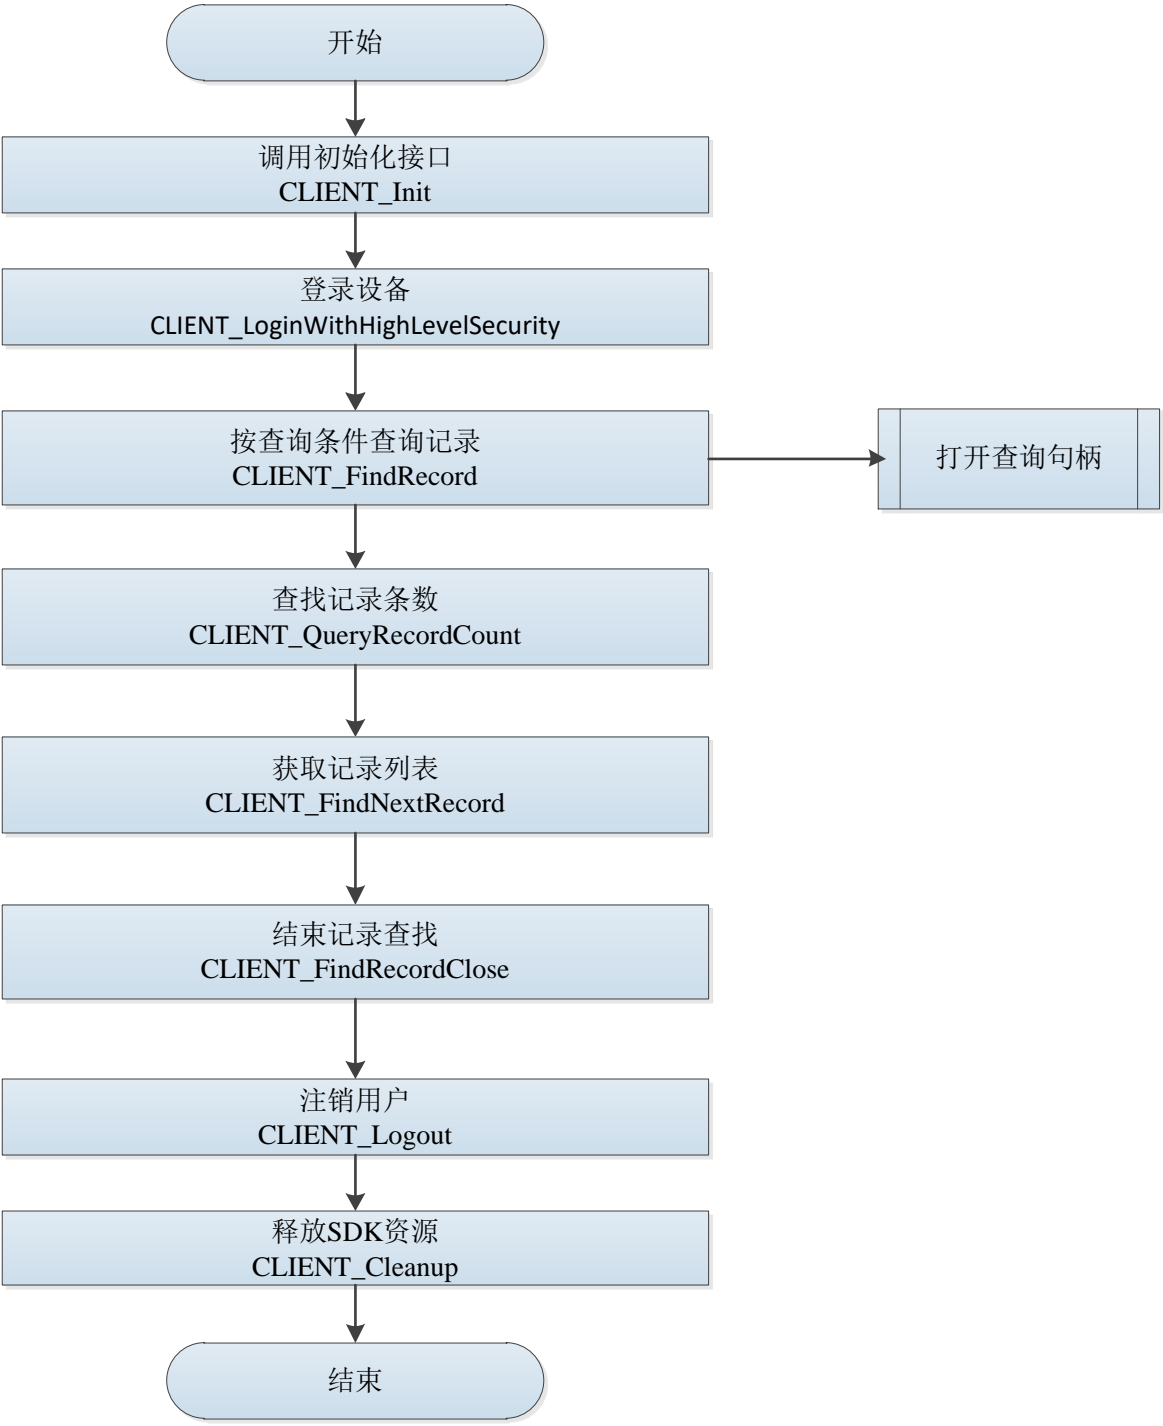 开始
调用初始化接口
CLIENT_Init
登录设备
CLIENT_LoginWithHighLevelSecurity
按查询条件查询记录
CLIENT_FindRecord
打开查询句柄
查找记录条数
CLIENT_QueryRecordCount
获取记录列表
CLIENT_FindNextRecord
结束记录查找
CLIENT_FindRecordClose
注销用户
CLIENT_Logout
释放SDK资源
CLIENT_Cleanup
结束